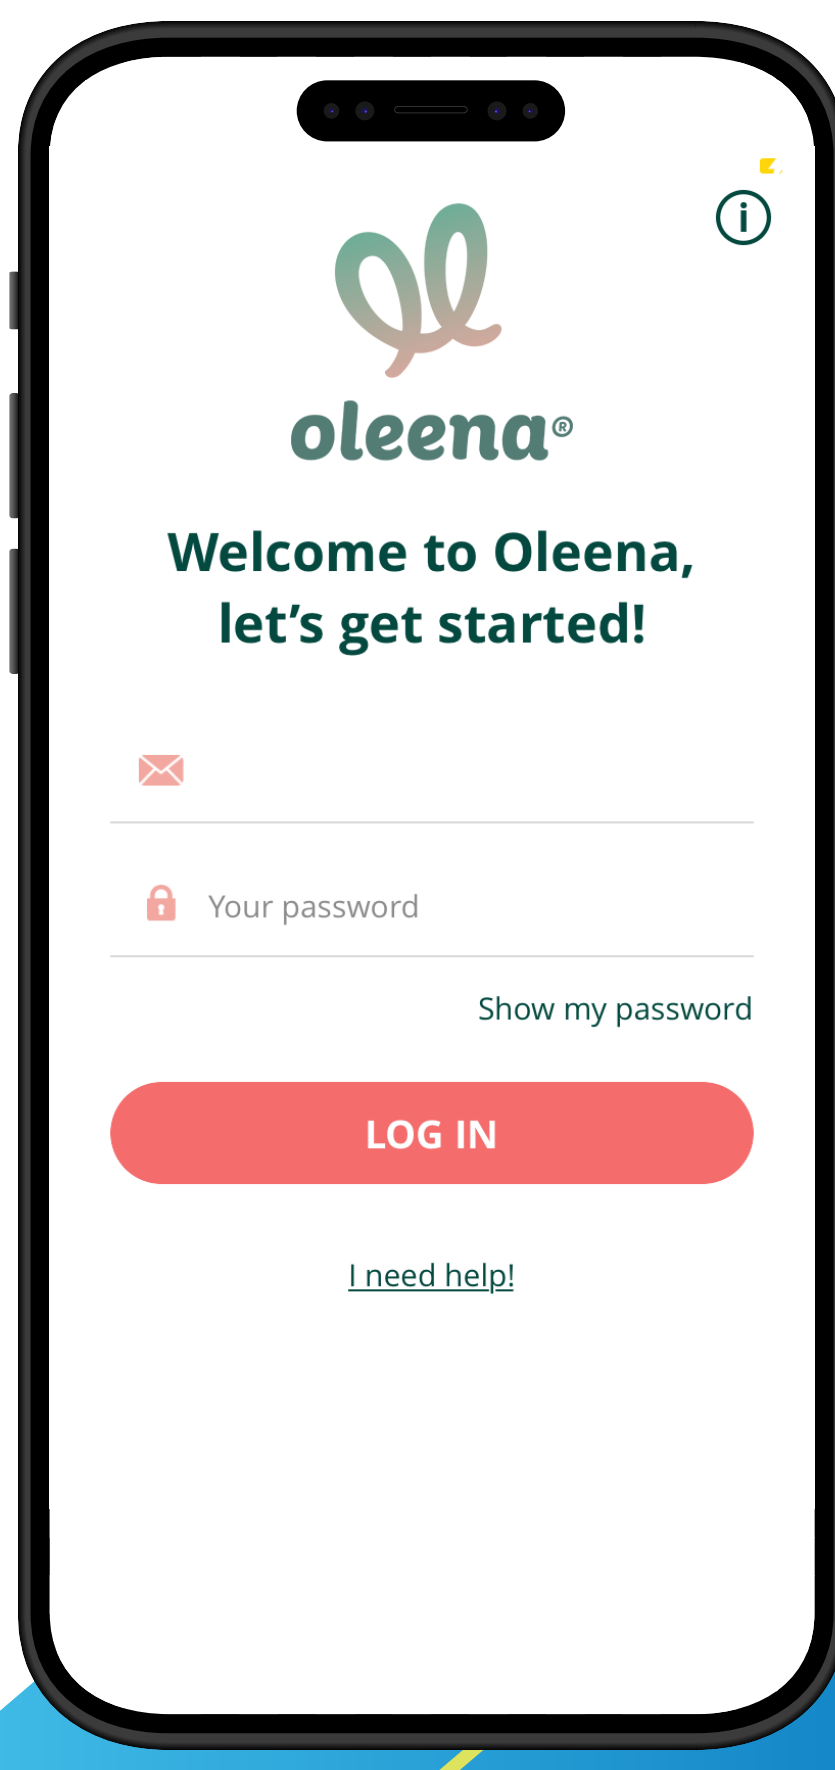 i
oleena®
Welcome to Oleena,
let's get started!
Your password
Show my password
LOG IN
I need help!